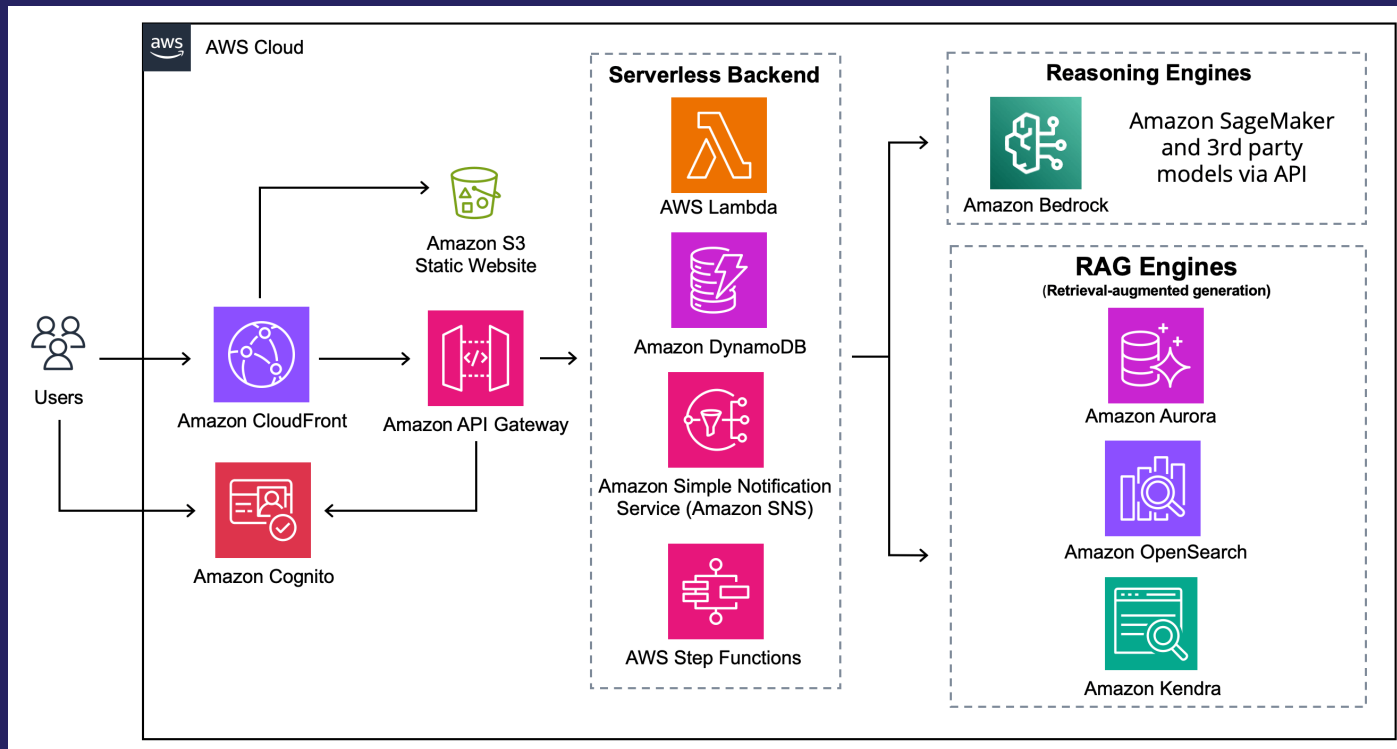 aws
AWS Cloud
Users
Amazon CloudFront
Amazon Cognito
Amazon S3
Static Website
Amazon API Gateway
</>
Serverless Backend
AWS Lambda
Amazon DynamoDB
Amazon Simple Notification
Service (Amazon SNS)
AWS Step Functions
Reasoning Engines
Amazon Bedrock
Amazon SageMaker
and 3rd party
models via API
RAG Engines
(Retrieval-augmented generation)
Amazon Aurora
Amazon OpenSearch
Amazon Kendra